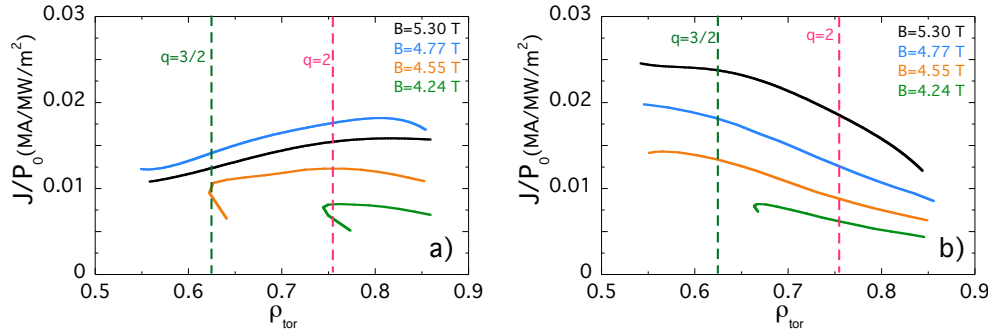 J/P₀(MA/MW/m²)
0.03
0.02
0.01
0
q=3/2
q=2
B=5.30 T
B=4.77 T
B=4.55 T
B=4.24 T
a)
0.5 0.6 0.7 0.8 0.9
ρtor
J/P₀(MA/MW/m²)
0.03
0.02
0.01
0
q=3/2
q=2
B=5.30 T
B=4.77 T
B=4.55 T
B=4.24 T
b)
0.5 0.6 0.7 0.8 0.9
ρtor